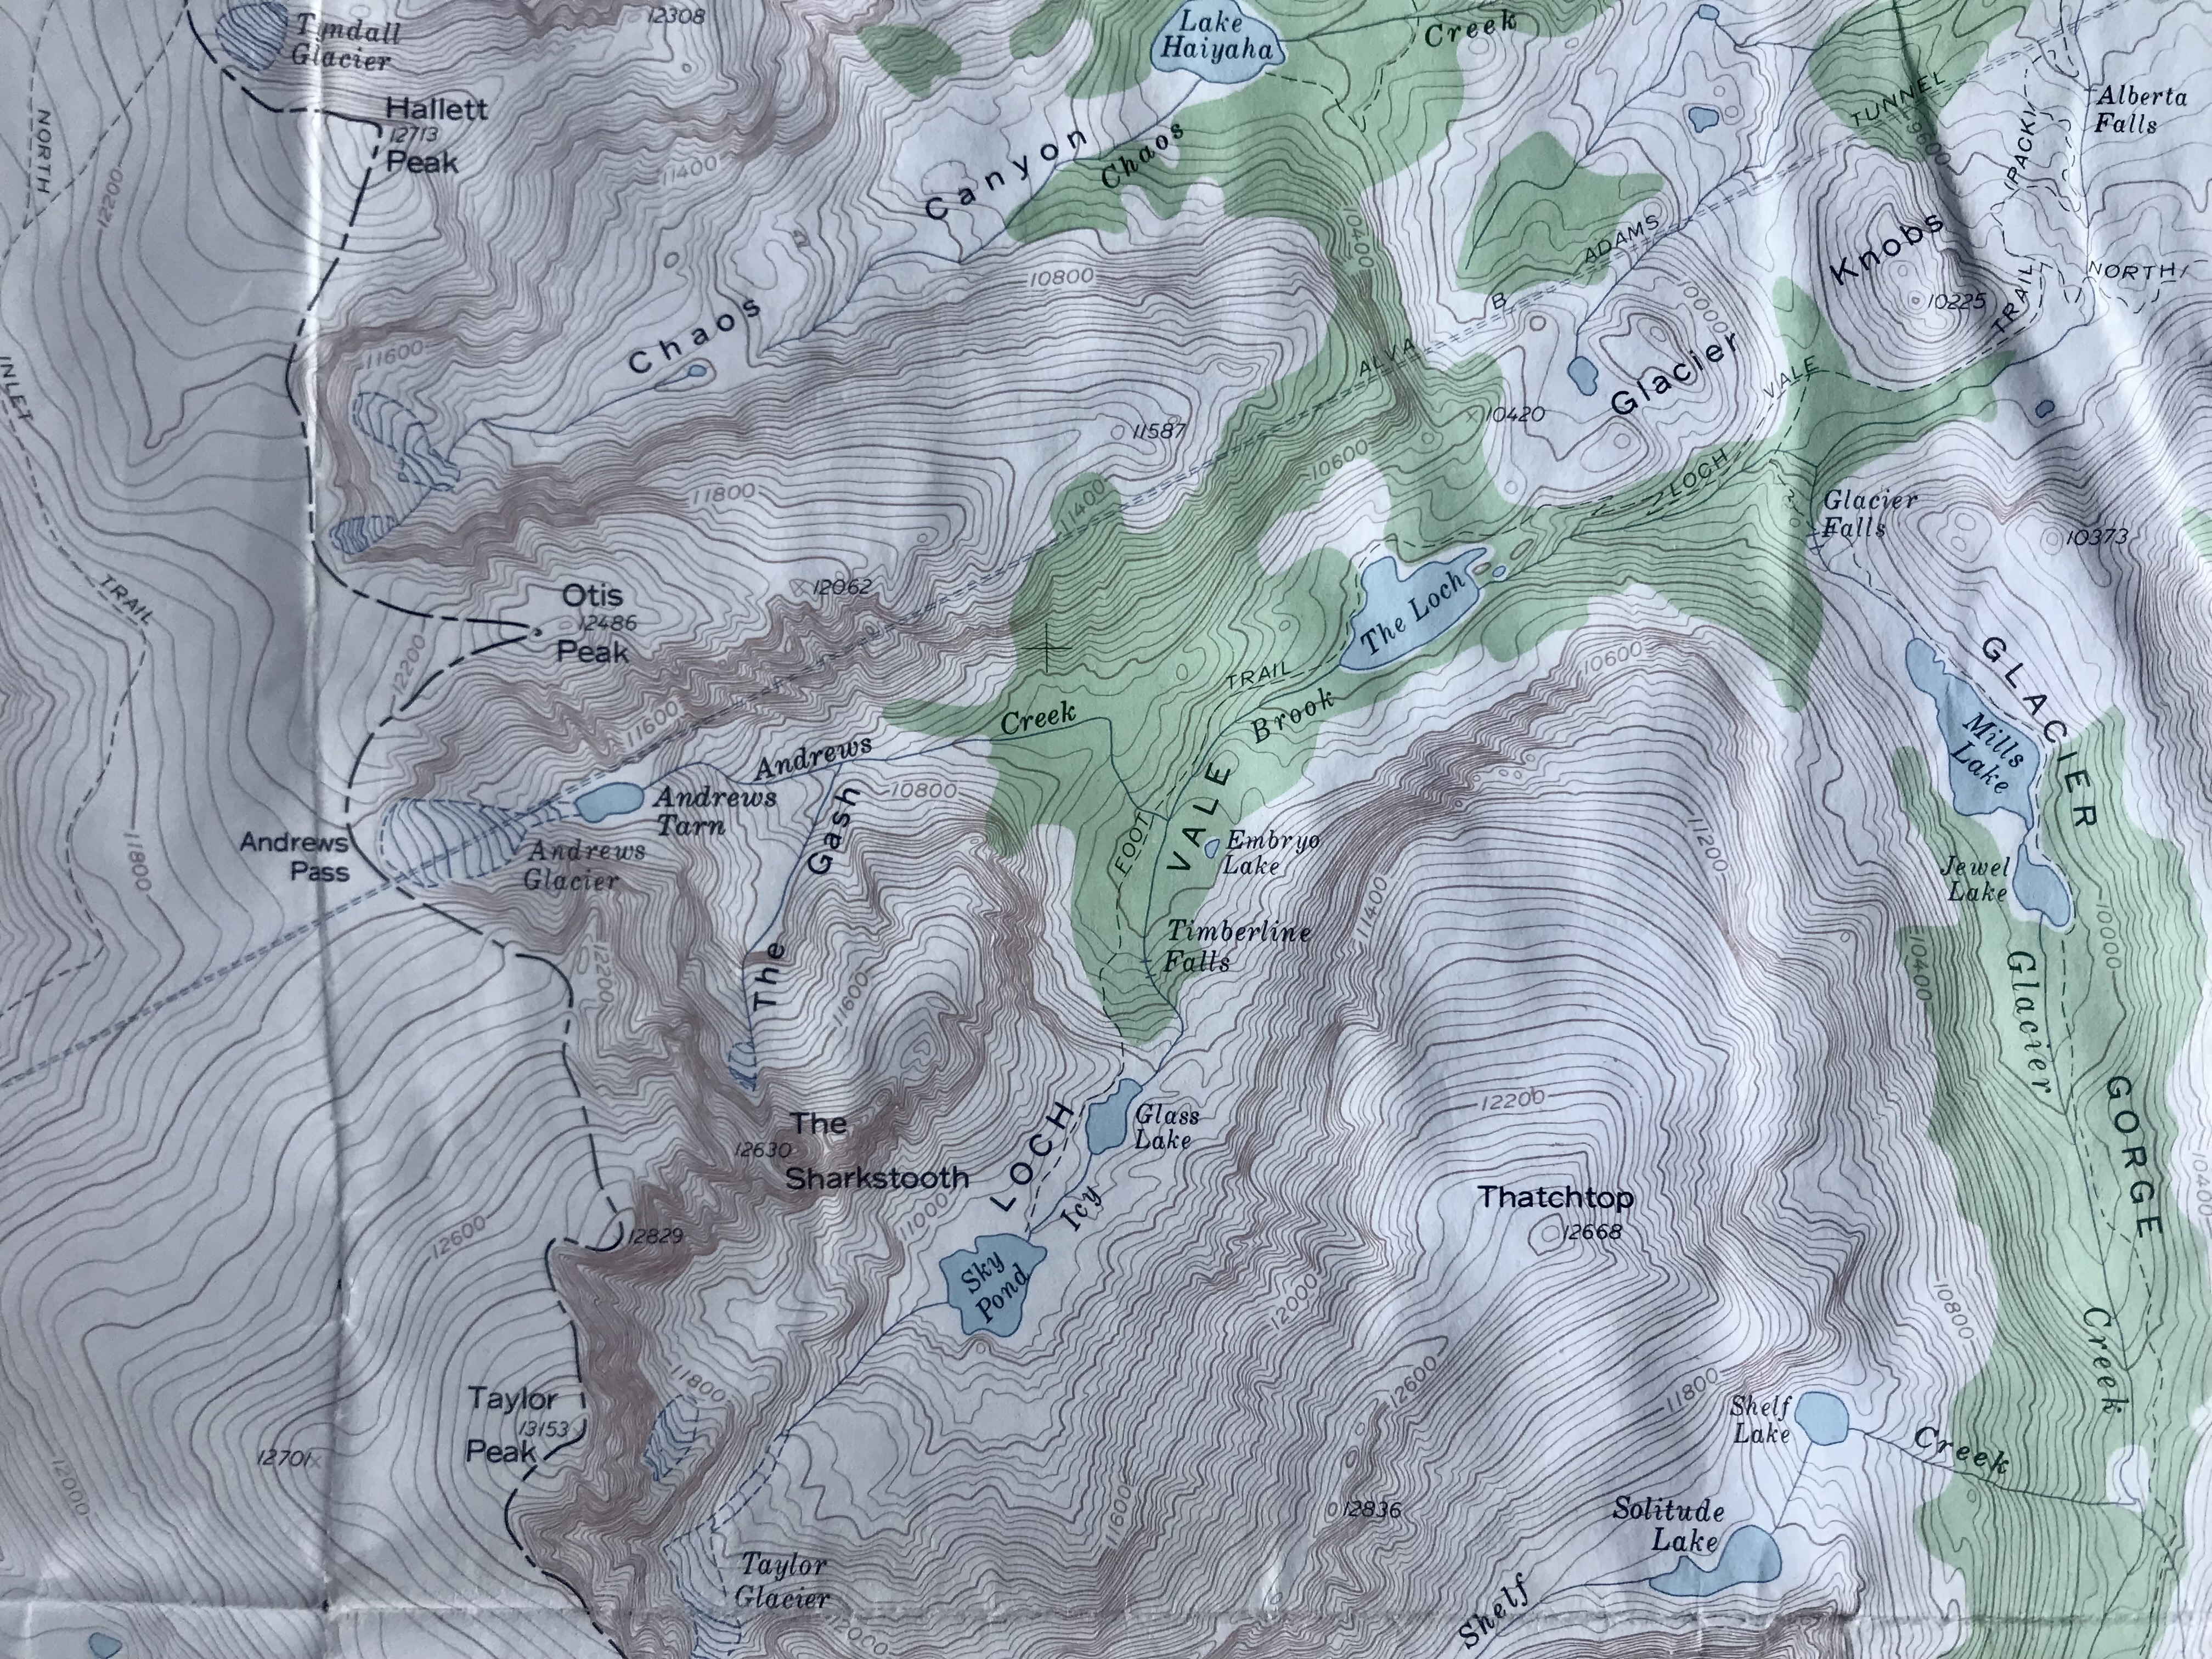 Tyndall
Glacier
12308
Lake
Haiyaha
Creek
Hallett
12713
Peak
NORTH
12200
11400
Canyon
Chaos
TUNNEL
9600
(PACK)
Alberta
Falls
10400
ADAMS
Knobs
10225
TRAIL
NORTH
10800
Chaos
B
10000
ALVA
Glacier
VALE
11600
INLET
10420
11587
10600
LOCH
11800
11400
Glacier
Falls
10373
TRAIL
Otis
12486
Peak
12062
The Loch
12200
TRAIL
10600
GLACIER
Creek
Brook
11600
Andrews
Mills
Lake
Andrews
Tarn
10800
VALE
Gash
FOOT
Embryo
Lake
11200
Andrews
Pass
11800
Andrews
Glacier
Jewel
Lake
11400
10000
Timberline
Falls
12200
The
11600
10400
Glacier
12200
GORGE
The
12630
Sharkstooth
LOCH
Glass
Lake
Icy
Thatchtop
12668
10400
12600
12829
11000
Sky
Pond
12000
10800
Creek
11800
12600
11800
Taylor
13153
Peak
12701
Shelf
Lake
Creek
12000
11600
12836
Solitude
Lake
Taylor
Glacier
Shelf
12000